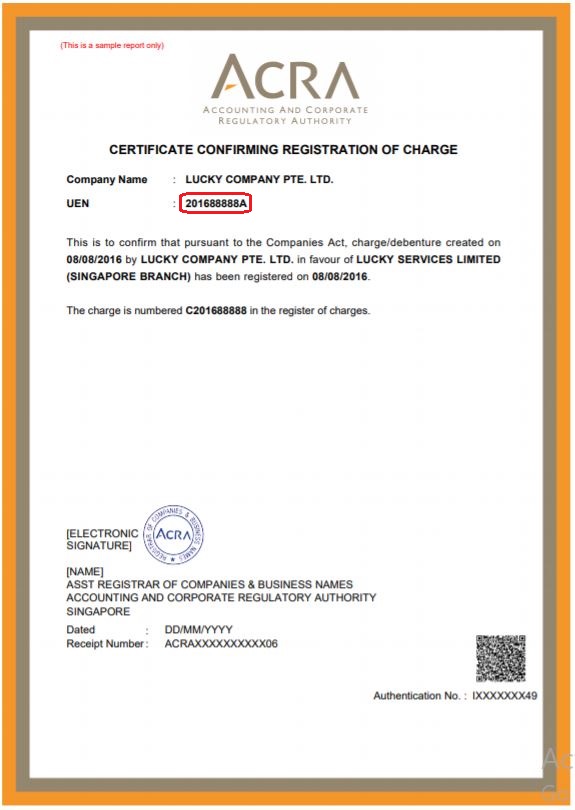 (This is a sample report only)
ACRA
ACCOUNTING AND CORPORATE
REGULATORY AUTHORITY
CERTIFICATE CONFIRMING REGISTRATION OF CHARGE
Company Name : LUCKY COMPANY PTE. LTD.
UEN : 201688888A
This is to confirm that pursuant to the Companies Act, charge/debenture created on
08/08/2016 by LUCKY COMPANY PTE. LTD. in favour of LUCKY SERVICES LIMITED
(SINGAPORE BRANCH) has been registered on 08/08/2016.
The charge is numbered C201688888 in the register of charges.
[ELECTRONIC
SIGNATURE]
REGISTRAR OF COMPANIES & BUSINESS NAMES
ACRA
[NAME]
ASST REGISTRAR OF COMPANIES & BUSINESS NAMES
ACCOUNTING AND CORPORATE REGULATORY AUTHORITY
SINGAPORE
Dated : DD/MM/YYYY
Receipt Number : ACRAXXXXXXXXXX06
Authentication No. : IXXXXXXX49
Ac